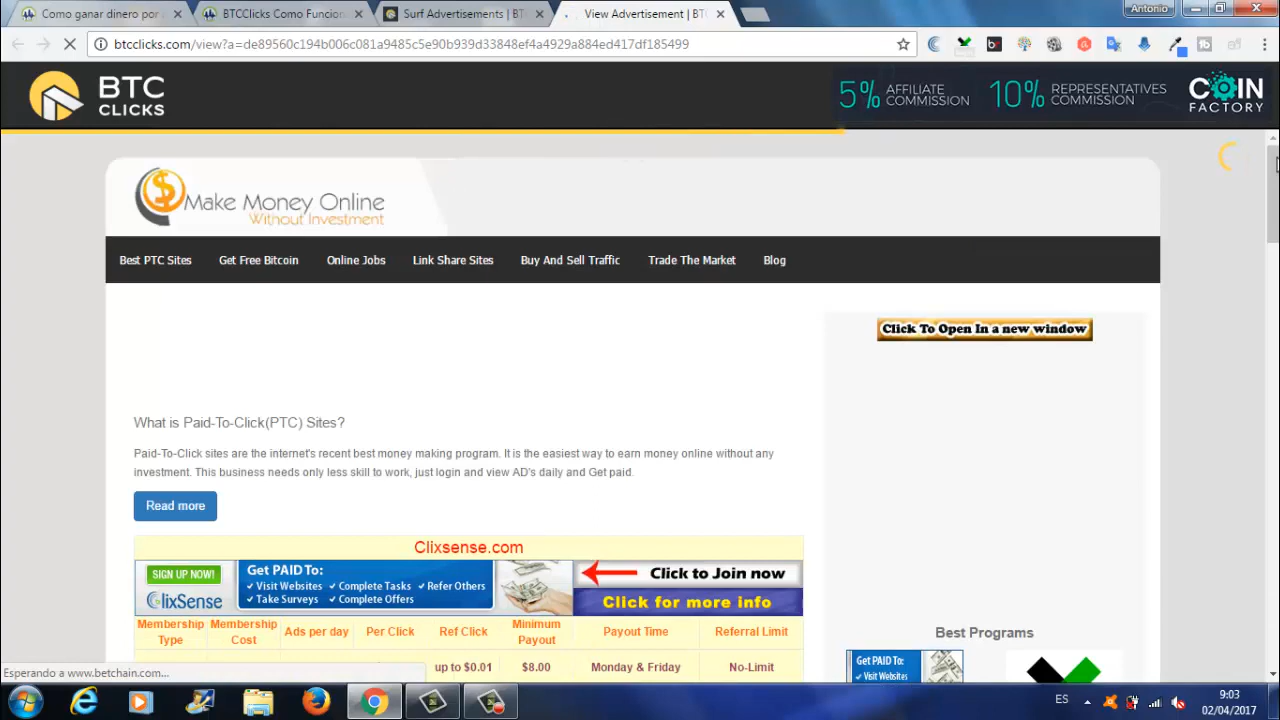 Como ganar dinero por
BTCClicks Como Funcion
Surf Advertisements | BT
View Advertisement | BTC
Antonio
btcclicks.com/view?a=de8956fc194b006c081a9485c5e90b939d33848ef4a4929a884ed417df185499
BTC
CLICKS
5% AFFILIATE
COMMISSION
10% REPRESENTATIVES
COMMISSION
COIN
FACTORY
Make Money Online
Without Investment
Best PTC Sites
Get Free Bitcoin
Online Jobs
Link Share Sites
Buy And Sell Traffic
Trade The Market
Blog
Click To Open In a new window
What is Paid-To-Click(PTC) Sites?
Paid-To-Click sites are the internet's recent best money making program. It is the easiest way to earn money online without any
investment. This business needs only less skill to work, just login and view AD's daily and Get paid.
Read more
Clixsense.com
SIGN UP NOW!
ClixSense
Get PAID To:
✓ Visit Websites ✓ Complete Tasks ✓ Refer Others
✓ Take Surveys ✓ Complete Offers
Click to Join now
Click for more info
Membership Type
Membership Cost
Ads per day
Per Click
Ref Click
Minimum Payout
Payout Time
Referral Limit
up to $0.01
$8.00
Monday & Friday
No-Limit
Best Programs
Get PAID To:
✓ Visit Websites
Esperando a www.betchain.com...
ES
9:03
02/04/2017